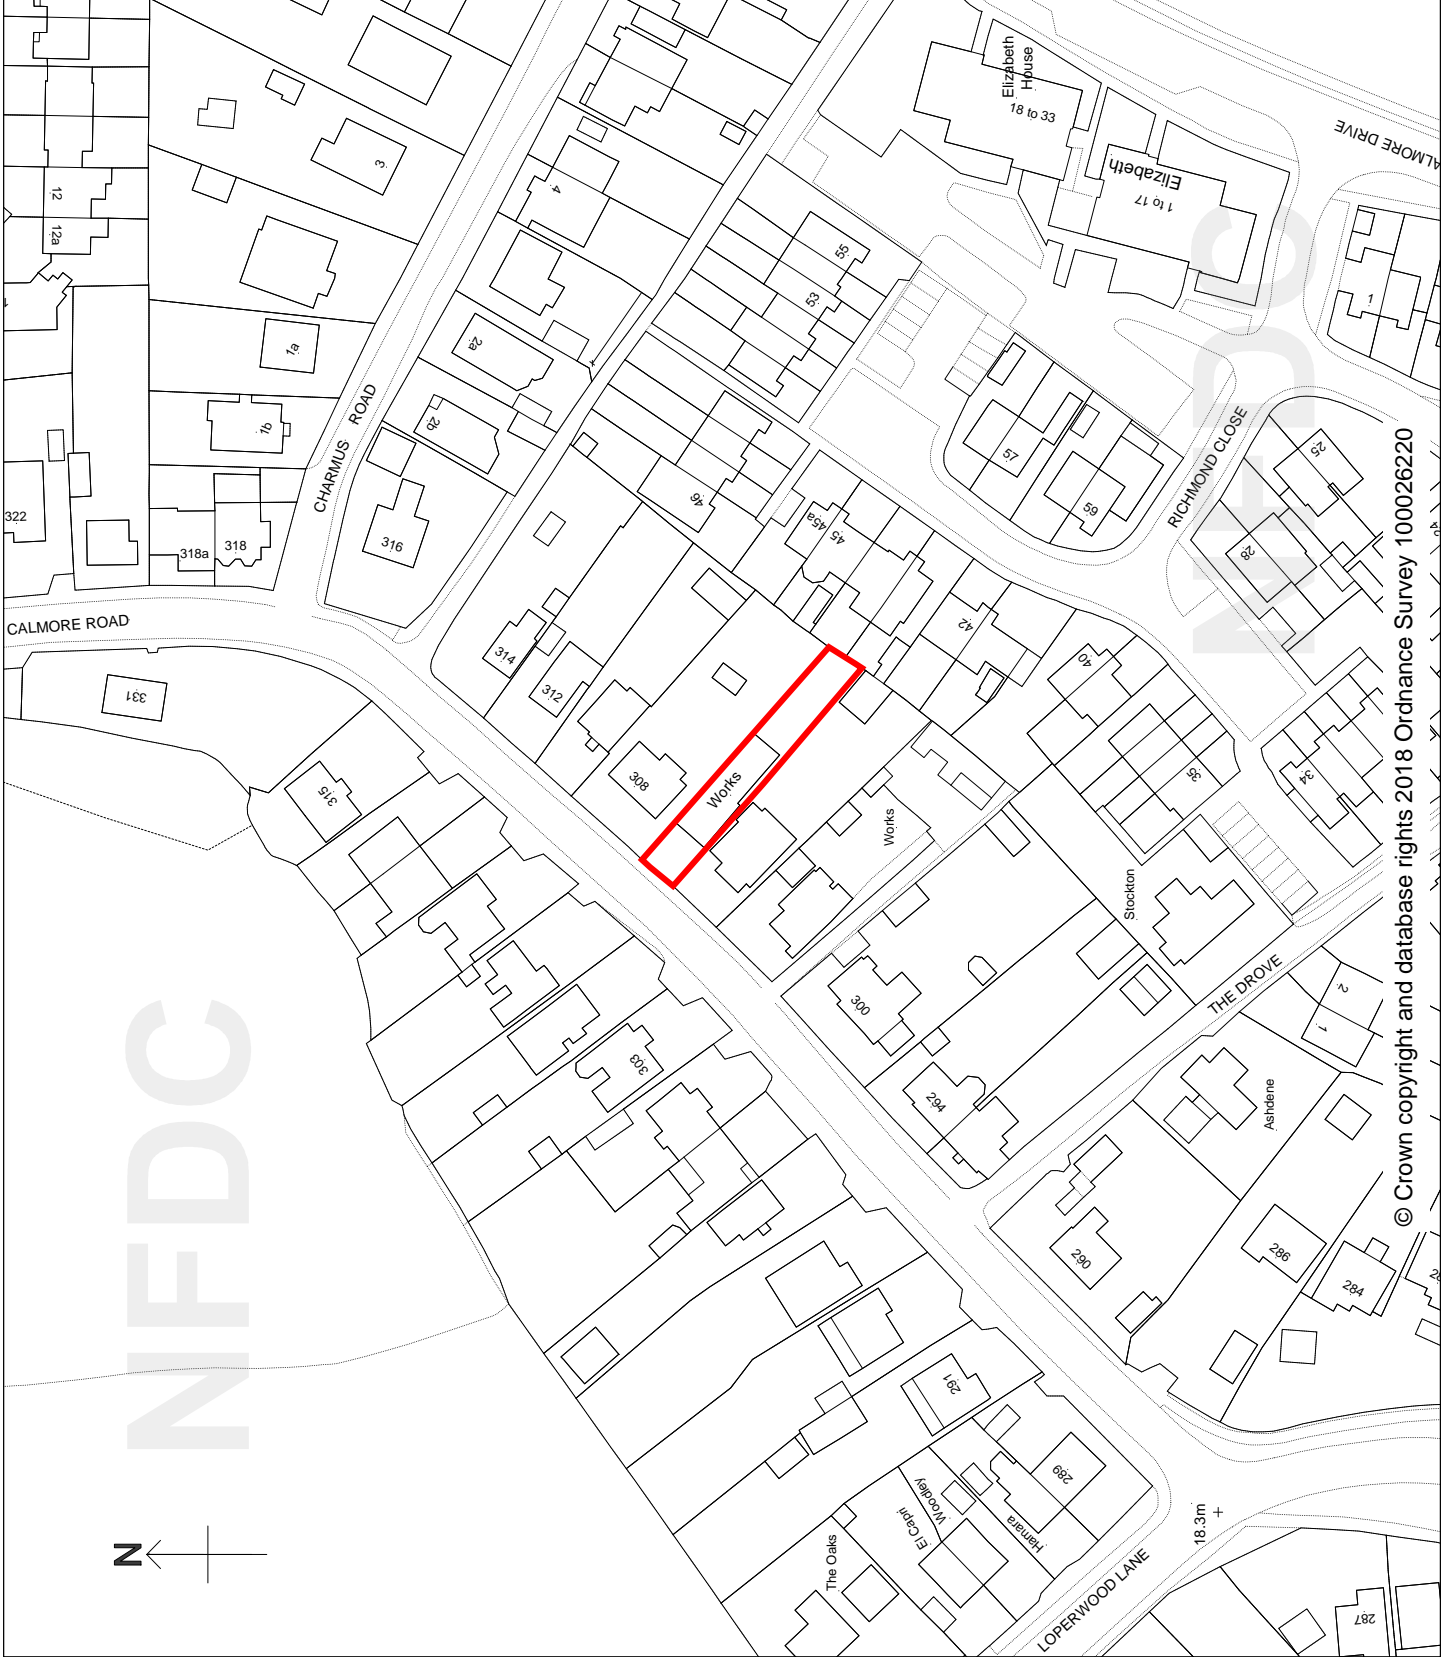 12
12a
3
4
1a
1b
2a
2b
CHARMUS ROAD
322
318a
318
316
CALMORE ROAD
331
314
312
308
315
Works
Works
46
45a
45
42
40
35
34
55
53
57
59
RICHMOND CLOSE
25
28
1
Elizabeth
House
18 to 33
Elizabeth
1 to 17
ALMORE DRIVE
NFDC
NFDC
303
300
294
Stockton
THE DROVE
2
1
Ashdene
290
286
284
291
289
Hamara
Woodley
El Capri
The Oaks
LOPERWOOD LANE
18.3m
287
N
© Crown copyright and database rights 2018 Ordnance Survey 100026220